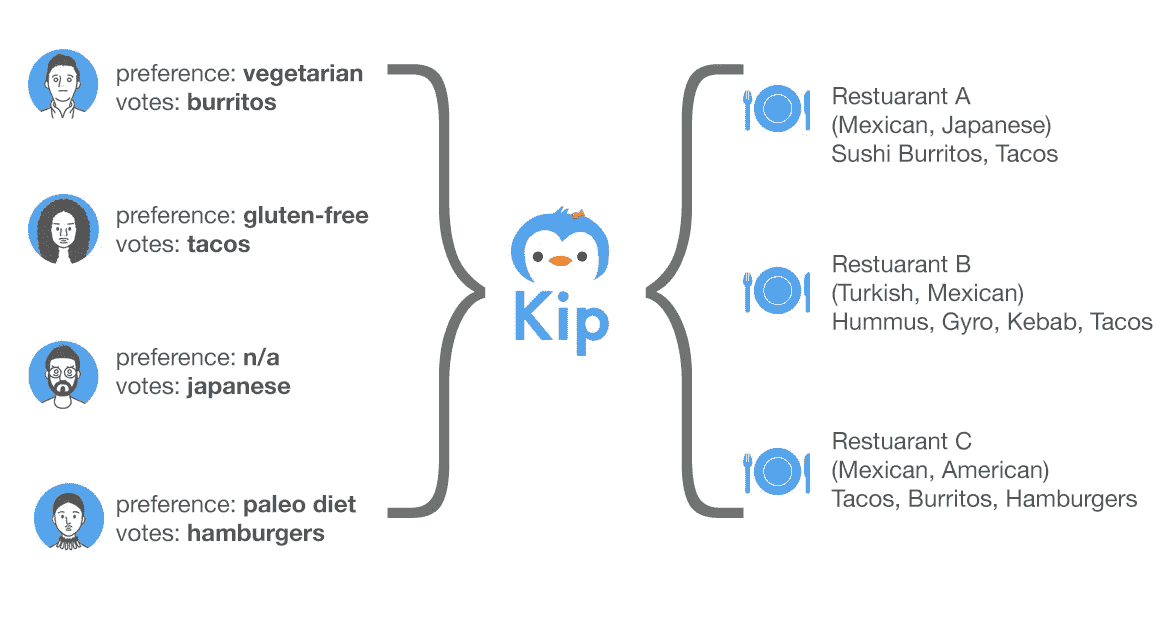 preference: vegetarian
votes: burritos
preference: gluten-free
votes: tacos
preference: n/a
votes: japanese
preference: paleo diet
votes: hamburgers
Kip
Restuarant A
(Mexican, Japanese)
Sushi Burritos, Tacos
Restuarant B
(Turkish, Mexican)
Hummus, Gyro, Kebab, Tacos
Restuarant C
(Mexican, American)
Tacos, Burritos, Hamburgers